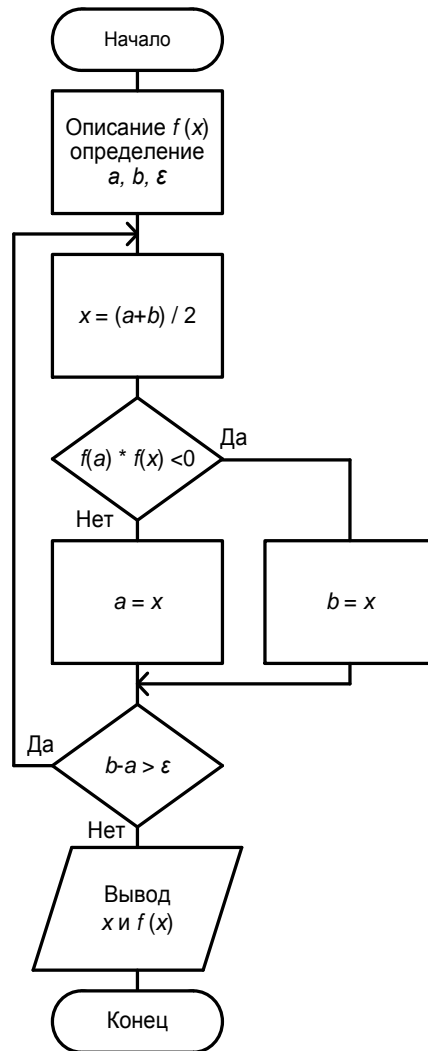 Начало
Описание f (x)
определение
a, b, ε
x = (a+b) / 2
f(a) * f(x) <0
Да
Нет
a = x
b = x
Да
b-a > ε
Нет
Вывод
x и f (x)
Конец